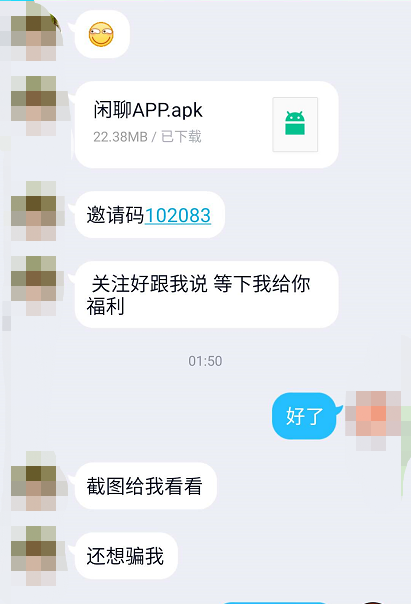 闲聊APP.apk
22.38MB / 已下载
邀请码102083
关注好跟我说 等下我给你
福利
01:50
好了
截图给我看看
还想骗我